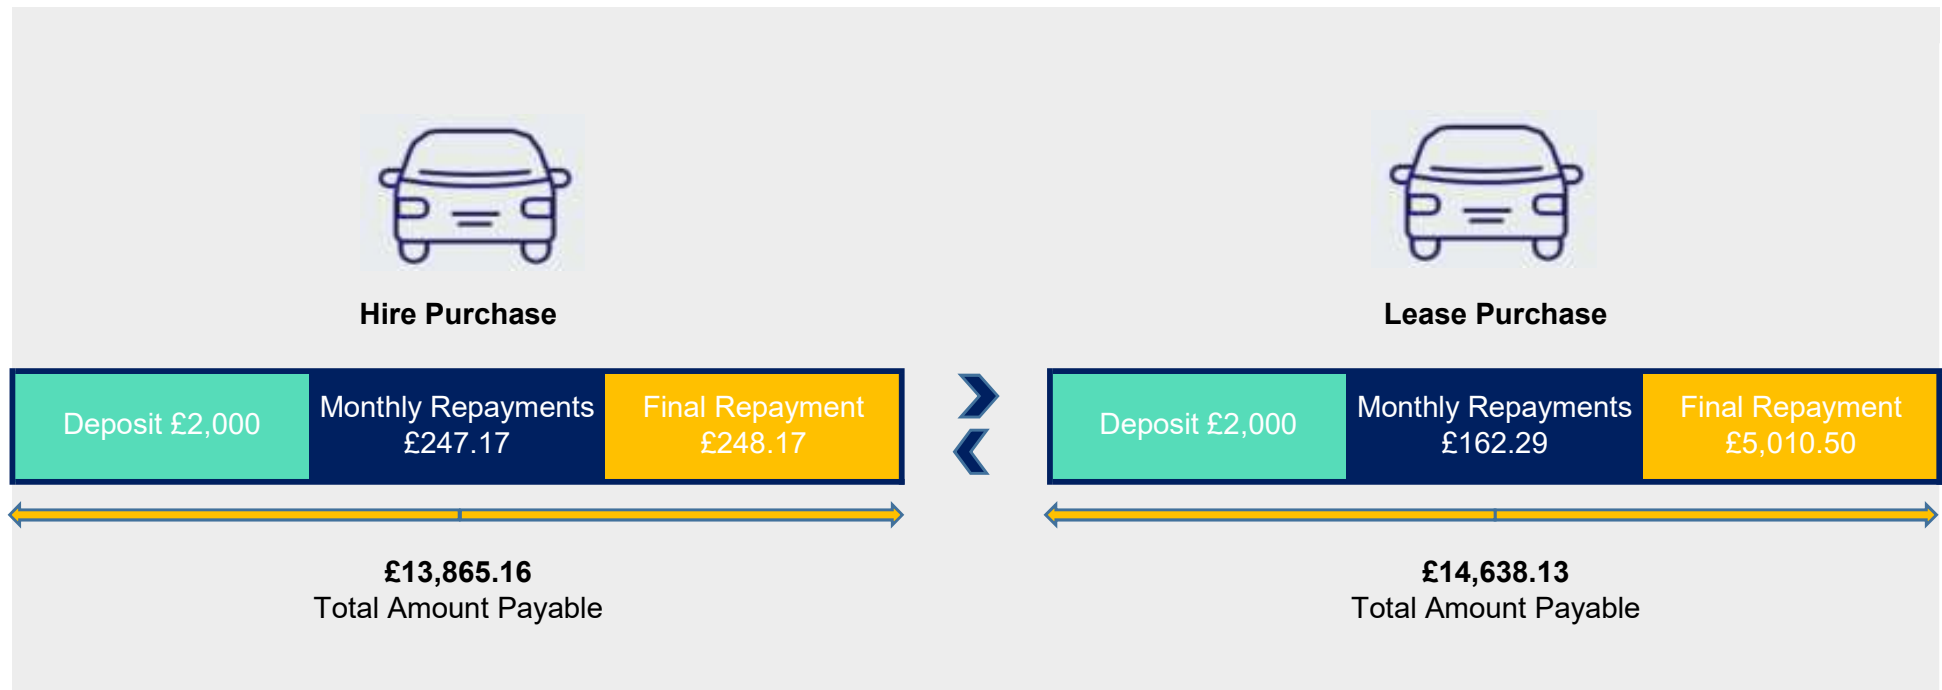 Hire Purchase
Lease Purchase
Deposit £2,000
Monthly Repayments
£247.17
Final Repayment
£248.17
Deposit £2,000
Monthly Repayments
£162.29
Final Repayment
£5,010.50
£13,865.16
Total Amount Payable
£14,638.13
Total Amount Payable